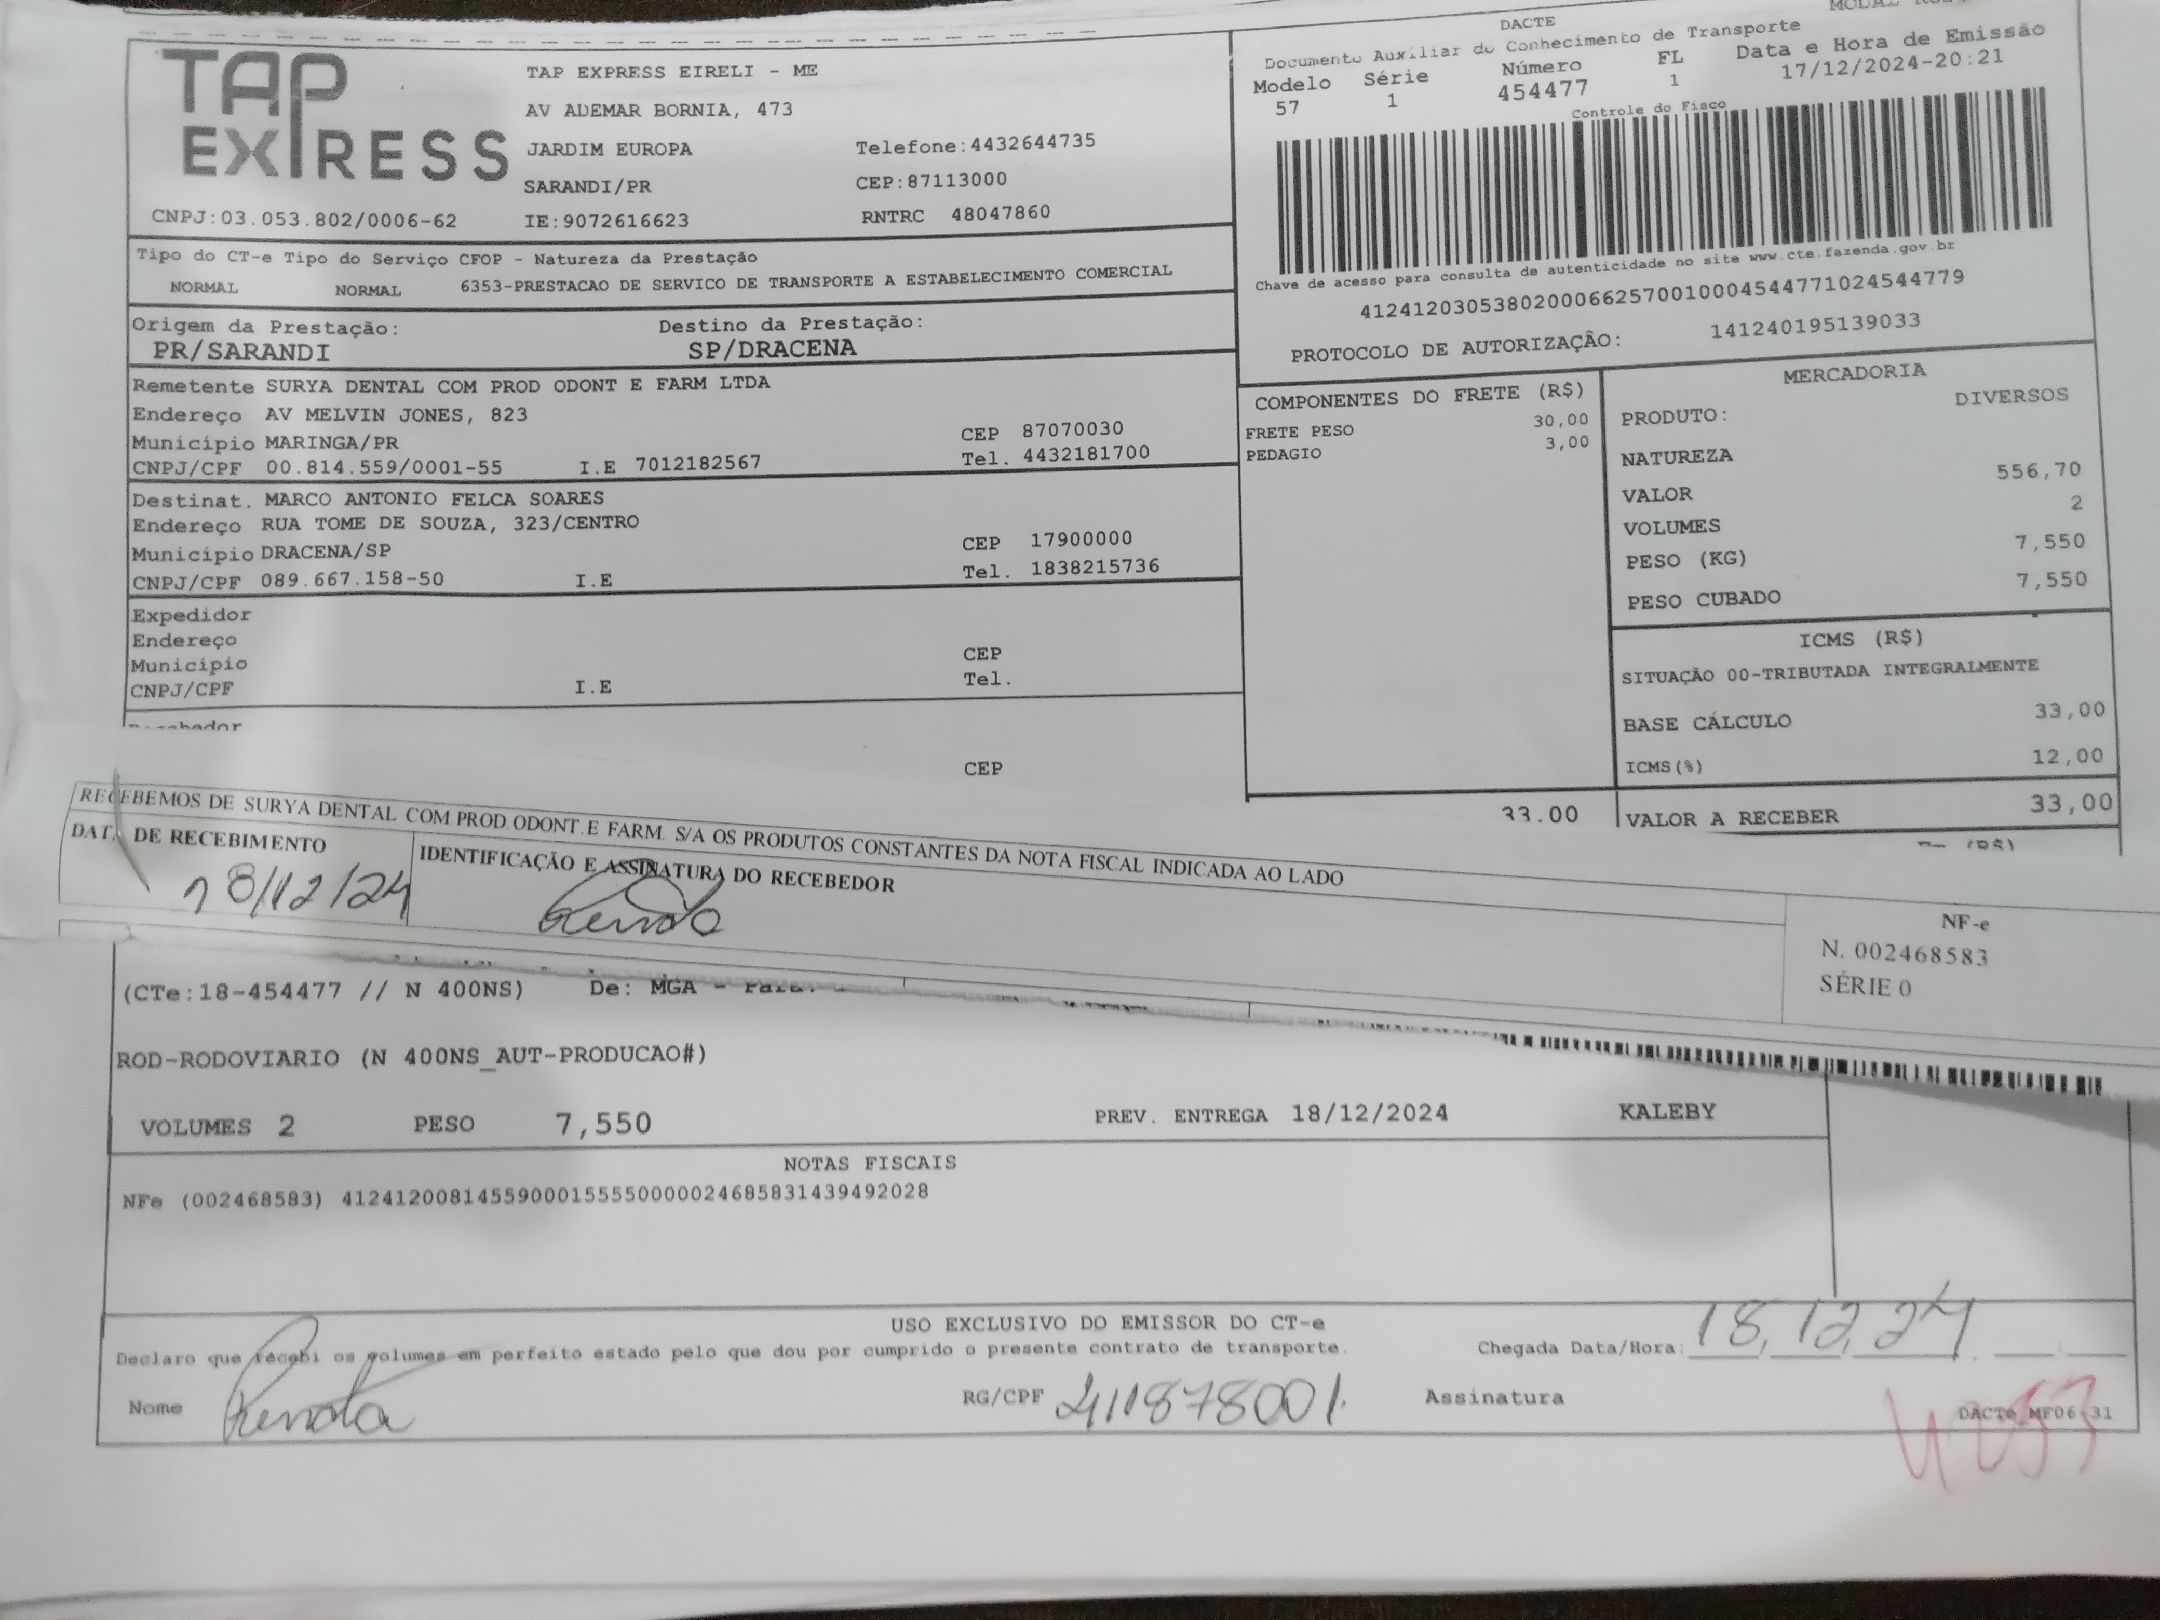 TAP EXPRESS
TAP EXPRESS EIRELI - ME
AV ADEMAR BORNIA, 473
JARDIM EUROPA Telefone:4432644735
SARANDI/PR CEP:87113000
CNPJ:03.053.802/0006-62 IE:9072616623 RNTRC 48047860
DACTE
Documento Auxiliar do Conhecimento de Transporte
Modelo Série Número FL Data e Hora de Emissão
57 1 454477 1 17/12/2024-20:21
Controle do Fisco
Chave de acesso para consulta de autenticidade no site www.cte.fazenda.gov.br
41241203053802000662570010004544771024544779
PROTOCOLO DE AUTORIZAÇÃO: 141240195139033
Tipo do CT-e Tipo do Serviço CFOP - Natureza da Prestação
NORMAL NORMAL 6353-PRESTACAO DE SERVICO DE TRANSPORTE A ESTABELECIMENTO COMERCIAL
Origem da Prestação: Destino da Prestação:
PR/SARANDI SP/DRACENA
Remetente SURYA DENTAL COM PROD ODONT E FARM LTDA
Endereço AV MELVIN JONES, 823
Município MARINGA/PR CEP 87070030
CNPJ/CPF 00.814.559/0001-55 I.E 7012182567 Tel. 4432181700
Destinat. MARCO ANTONIO FELCA SOARES
Endereço RUA TOME DE SOUZA, 323/CENTRO
Município DRACENA/SP CEP 17900000
CNPJ/CPF 089.667.158-50 I.E Tel. 1838215736
Expedidor
Endereço
Município CEP
CNPJ/CPF I.E Tel.
CEP
COMPONENTES DO FRETE (R$)
FRETE PESO 30,00
PEDAGIO 3,00
33.00
MERCADORIA
PRODUTO: DIVERSOS
NATUREZA
VALOR 556,70
VOLUMES 2
PESO (KG) 7,550
PESO CUBADO 7,550
ICMS (R$)
SITUAÇÃO 00-TRIBUTADA INTEGRALMENTE
BASE CÁLCULO 33,00
ICMS(%) 12,00
VALOR A RECEBER 33,00
RECEBEMOS DE SURYA DENTAL COM.PROD.ODONT.E FARM. S/A OS PRODUTOS CONSTANTES DA NOTA FISCAL INDICADA AO LADO
DATA DE RECEBIMENTO IDENTIFICAÇÃO E ASSINATURA DO RECEBEDOR
18/12/24
NF-e
N. 002468583
SÉRIE 0
(CTe:18-454477 // N 400NS) De: MGA -
ROD-RODOVIARIO (N 400NS_AUT-PRODUCAO#)
VOLUMES 2 PESO 7,550 PREV. ENTREGA 18/12/2024 KALEBY
NOTAS FISCAIS
NFe (002468583) 41241200814559000155550000024685831439492028
USO EXCLUSIVO DO EMISSOR DO CT-e
Declaro que recebi os volumes em perfeito estado pelo que dou por cumprido o presente contrato de transporte. Chegada Data/Hora: 18,12,24
Nome Renata RG/CPF 411878001. Assinatura
DACTe_MF06-31